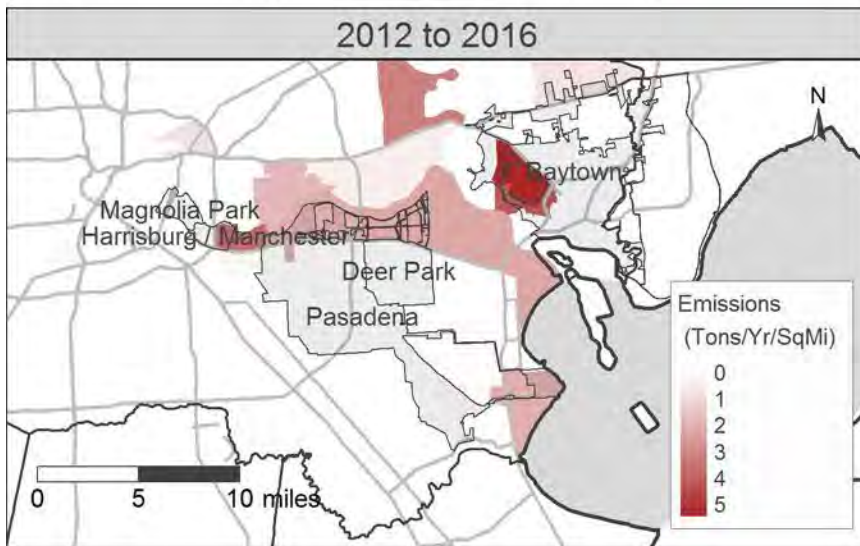 2012 to 2016
N
Baytown
Magnolia Park
Harrisburg
Manchester
Deer Park
Pasadena
Emissions
(Tons/Yr/SqMi)
0
1
2
3
4
5
0 5 10 miles